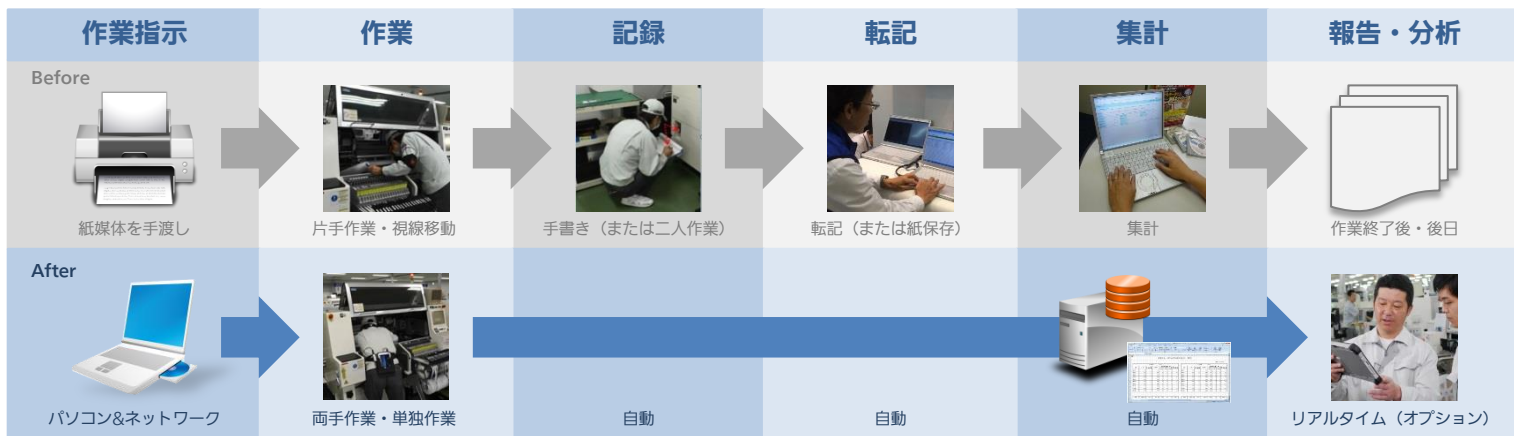 作業指示
作業
記録
転記
集計
報告・分析
Before
紙媒体を手渡し
片手作業・視線移動
手書き（または二人作業）
転記（または紙保存）
集計
作業終了後・後日
After
パソコン&ネットワーク
両手作業・単独作業
自動
自動
自動
リアルタイム（オプション）